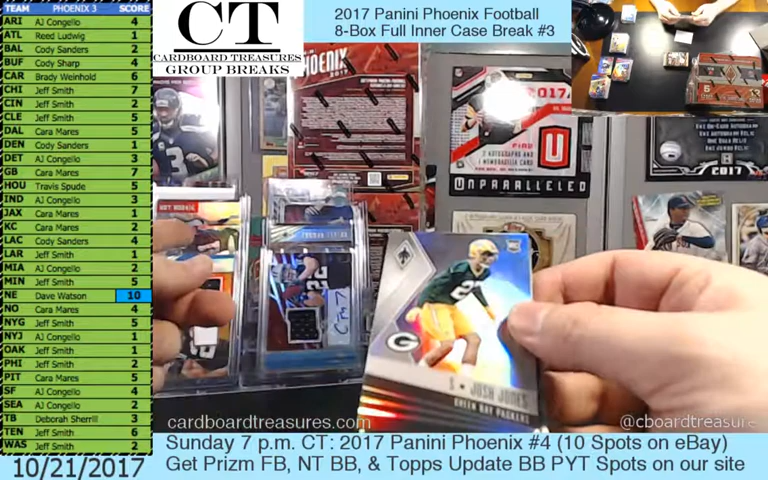 TEAM PHOENIX 3 SCORE
ARI AJ Congello 4
ATL Reed Ludwig 1
BAL Cody Sanders 2
BUF Cody Sharp 4
CAR Brady Weinhold 6
CHI Jeff Smith 7
CIN Jeff Smith 2
CLE Jeff Smith 5
DAL Cara Mares 5
DEN Cody Sanders 1
DET AJ Congello 3
GB Cara Mares 7
HOU Travis Spude 5
IND AJ Congello 3
JAX Cara Mares 1
KC Cara Mares 2
LAC Cody Sanders 4
LAR Jeff Smith 1
MIA AJ Congello 2
MIN Jeff Smith 5
NE Dave Watson 10
NO Cara Mares 4
NYG Jeff Smith 5
NYJ AJ Congello 1
OAK Jeff Smith 1
PHI Jeff Smith 2
PIT Cara Mares 5
SF AJ Congello 4
SEA AJ Congello 2
TB Deborah Sherrill 3
TEN Jeff Smith 6
WAS Jeff Smith 2
10/21/2017
CT
CARDBOARD TREASURES
GROUP BREAKS
2017 Panini Phoenix Football
8-Box Full Inner Case Break #3
PHOENIX
2017
U
UNPARALLELED
G
S • JOSH JONES
GREEN BAY PACKERS
cardboardtreasures.com
@cboardtreasure
Sunday 7 p.m. CT: 2017 Panini Phoenix #4 (10 Spots on eBay)
Get Prizm FB, NT BB, & Topps Update BB PYT Spots on our site